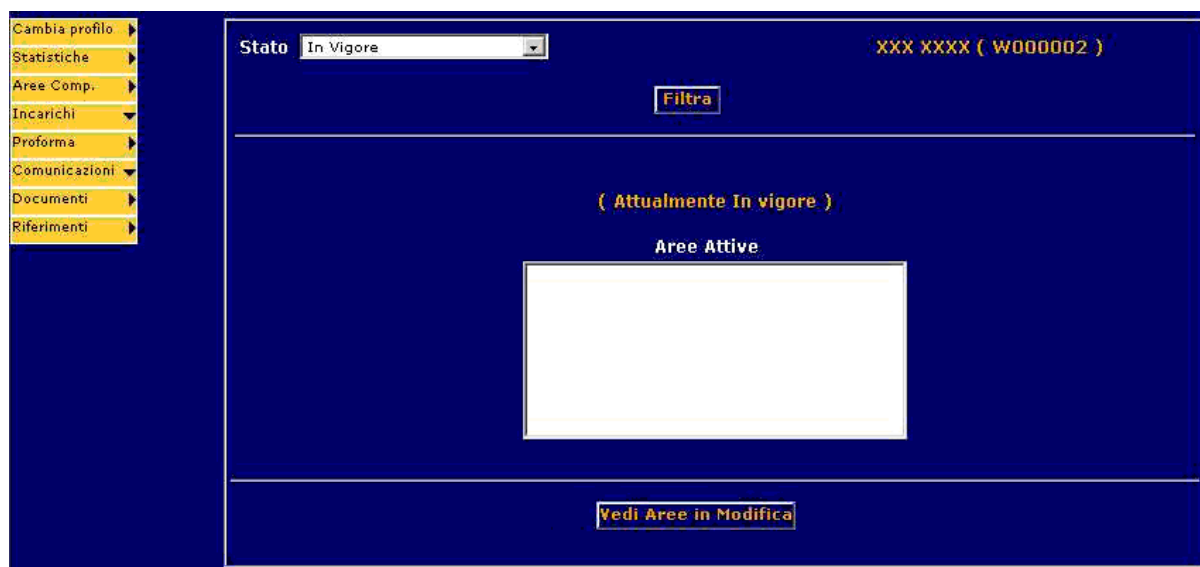 Cambia profilo
Statistiche
Aree Comp.
Incarichi
Proforma
Comunicazioni
Documenti
Riferimenti
Stato In Vigore
XXX XXXX ( W000002 )
Filtra
( Attualmente In vigore )
Aree Attive
Vedi Aree in Modifica